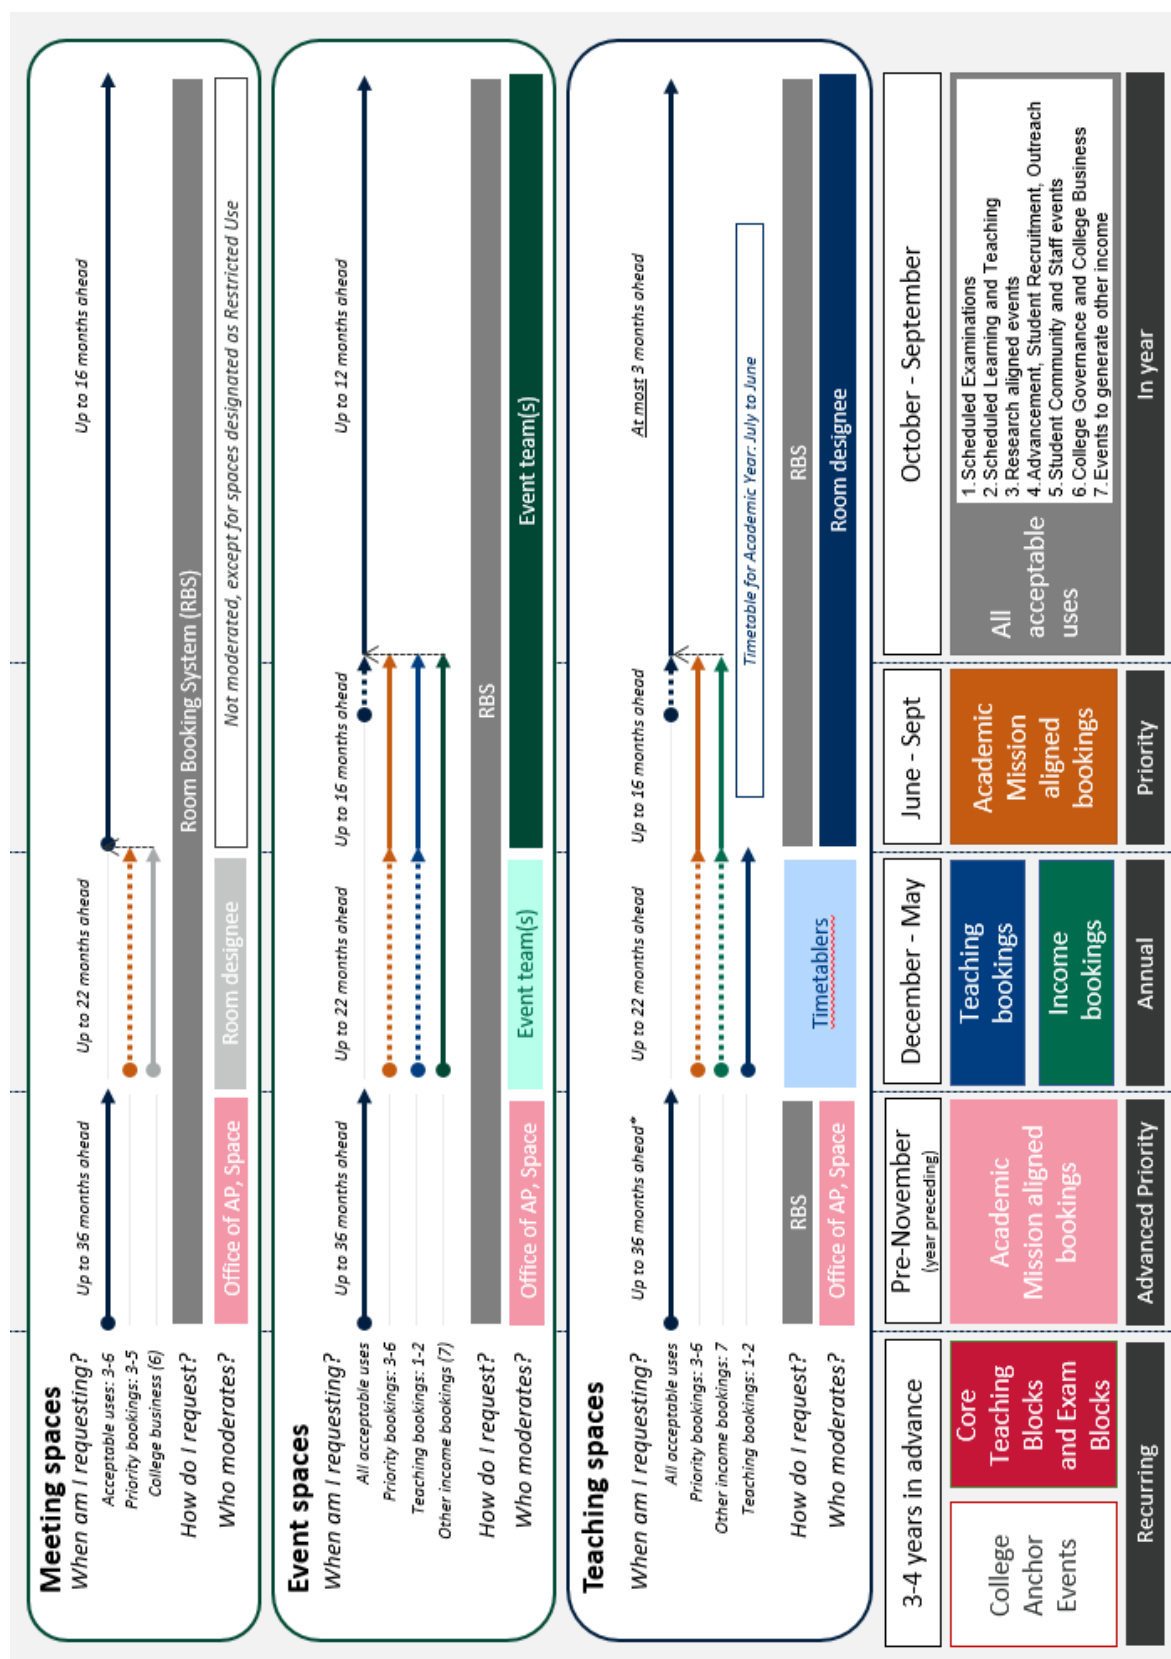 Meeting spaces
When am I requesting?
Up to 36 months ahead
Up to 22 months ahead
Up to 16 months ahead
Acceptable uses: 3-6
Priority bookings: 3-5
College business (6)
How do I request?
Room Booking System (RBS)
Who moderates?
Office of AP, Space
Room designee
Not moderated, except for spaces designated as Restricted Use
Event spaces
When am I requesting?
Up to 36 months ahead
Up to 22 months ahead
Up to 16 months ahead
Up to 12 months ahead
All acceptable uses
Priority bookings: 3-6
Teaching bookings: 1-2
Other income bookings (7)
How do I request?
RBS
Who moderates?
Office of AP, Space
Event team(s)
Event team(s)
Teaching spaces
When am I requesting?
Up to 36 months ahead*
Up to 22 months ahead
Up to 16 months ahead
At most 3 months ahead
All acceptable uses
Priority bookings: 3-6
Other income bookings: 7
Teaching bookings: 1-2
Timetable for Academic Year: July to June
How do I request?
RBS
Timetablers
RBS
Who moderates?
Office of AP, Space
Room designee
3-4 years in advance
Pre-November
(year preceding)
December - May
June - Sept
October - September
College
Anchor
Events
Core
Teaching
Blocks
and Exam
Blocks
Academic
Mission aligned
bookings
Teaching
bookings
Income
bookings
Academic
Mission
aligned
bookings
All
acceptable
uses
1. Scheduled Examinations
2. Scheduled Learning and Teaching
3. Research aligned events
4. Advancement, Student Recruitment, Outreach
5. Student Community and Staff events
6. College Governance and College Business
7. Events to generate other income
Recurring
Advanced Priority
Annual
Priority
In year